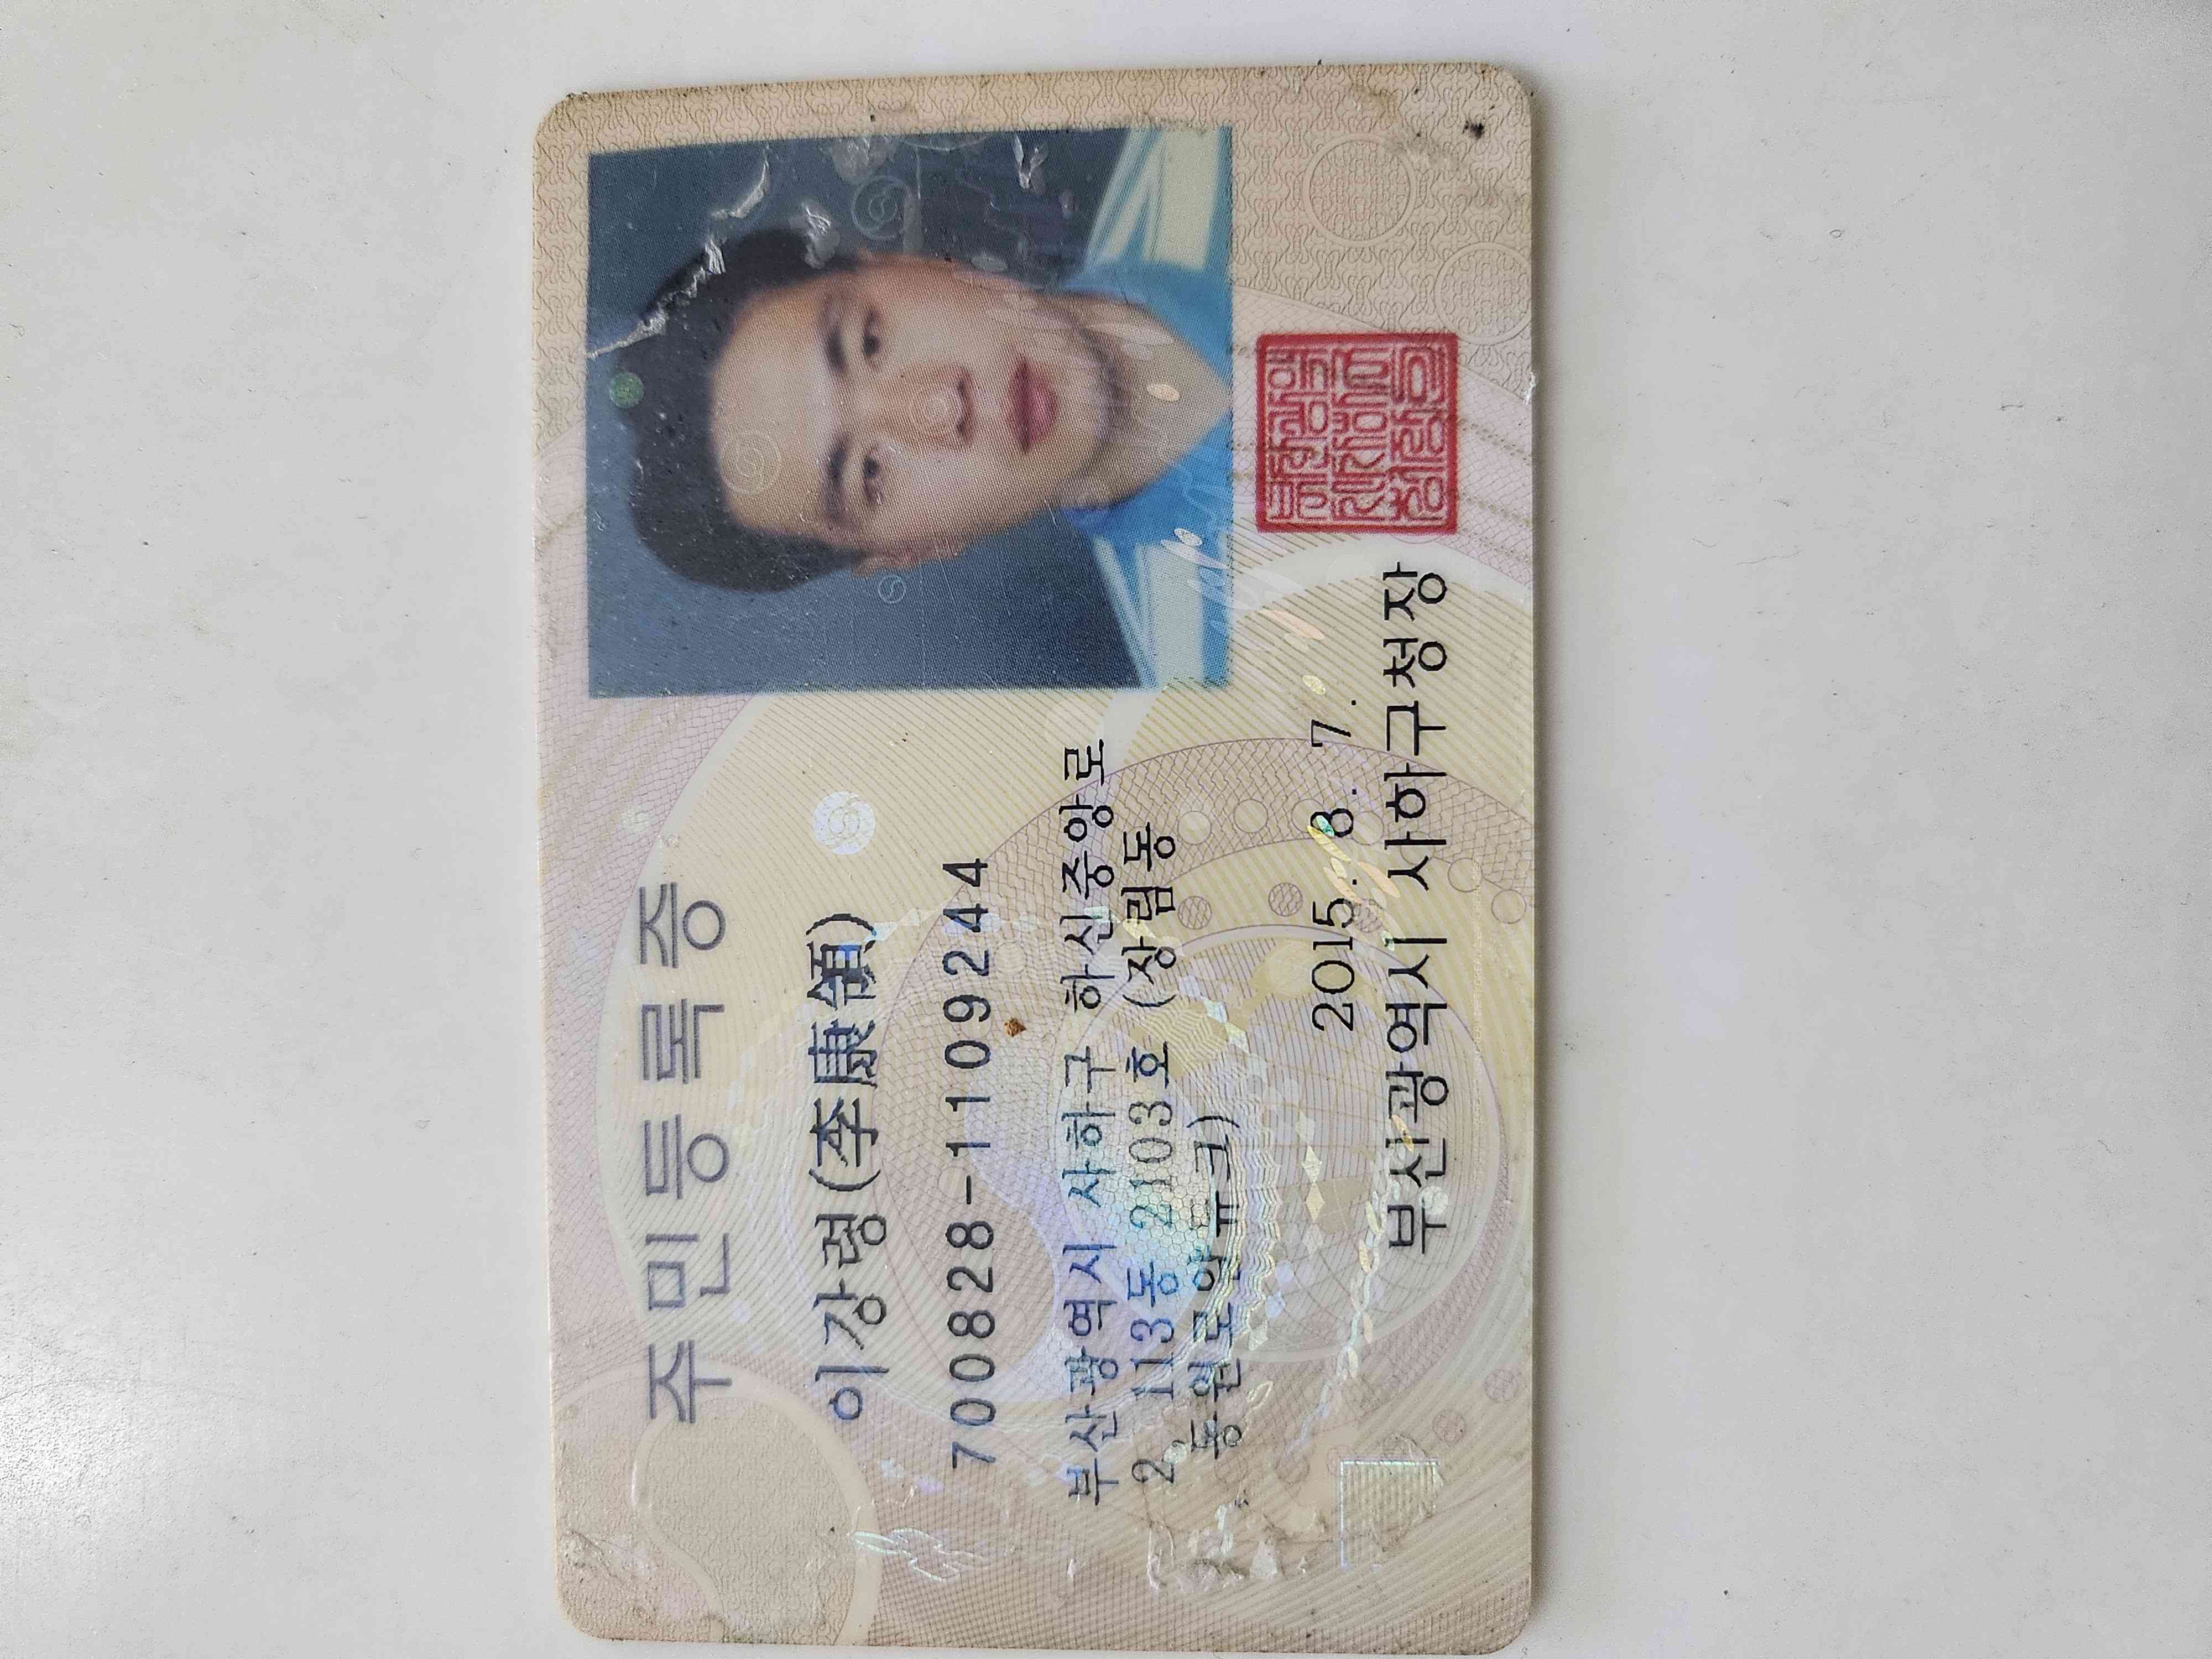 주민등록증
이강령(李康領)
700828-1109244
부산광역시 사하구 하신중앙로
2, 113동 2103호 (장림동
동원로얄듀크)
2015. 8. 7.
부산광역시 사하구청장